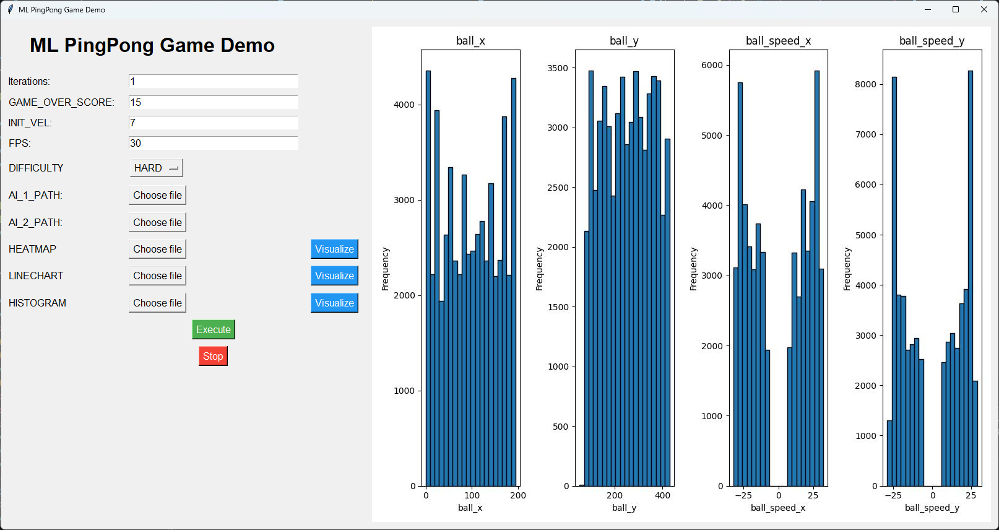 ML PingPong Game Demo
ML PingPong Game Demo
Iterations: 1
GAME_OVER_SCORE: 15
INIT_VEL: 7
FPS: 30
DIFFICULTY HARD
AI_1_PATH: Choose file
AI_2_PATH: Choose file
HEATMAP Choose file Visualize
LINECHART Choose file Visualize
HISTOGRAM Choose file Visualize
Execute
Stop
ball_x
4000
3000
2000
1000
0
Frequency
0 100 200
ball_x
ball_y
3500
3000
2500
2000
1500
1000
500
0
Frequency
200 400
ball_y
ball_speed_x
6000
5000
4000
3000
2000
1000
0
Frequency
−25 0 25
ball_speed_x
ball_speed_y
8000
7000
6000
5000
4000
3000
2000
1000
0
Frequency
−25 0 25
ball_speed_y